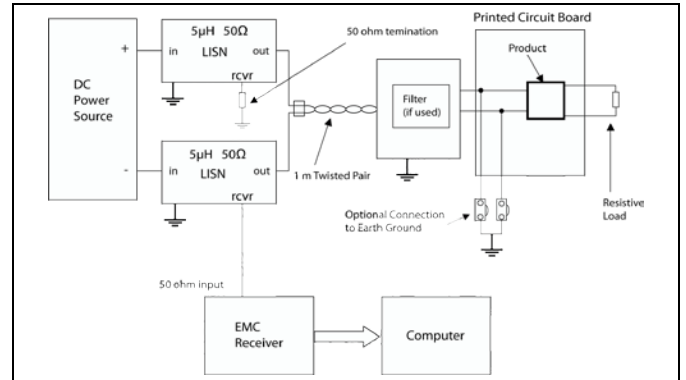 Printed Circuit Board
5µH 50Ω
LISN
in
out
rcvr
50 ohm temination
Product
+
DC
Power
Source
-
Filter
(if used)
5µH 50Ω
LISN
in
out
rcvr
1 m Twisted Pair
Resistive
Load
Optional Connection
to Earth Ground
50 ohm input
EMC
Receiver
Computer